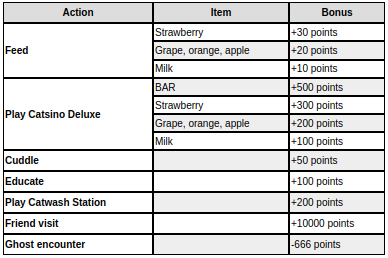 Action Item Bonus
Feed Strawberry +30 points
Grape, orange, apple +20 points
Milk +10 points
Play Catsino Deluxe BAR +500 points
Strawberry +300 points
Grape, orange, apple +200 points
Milk +100 points
Cuddle +50 points
Educate +100 points
Play Catwash Station +200 points
Friend visit +10000 points
Ghost encounter -666 points